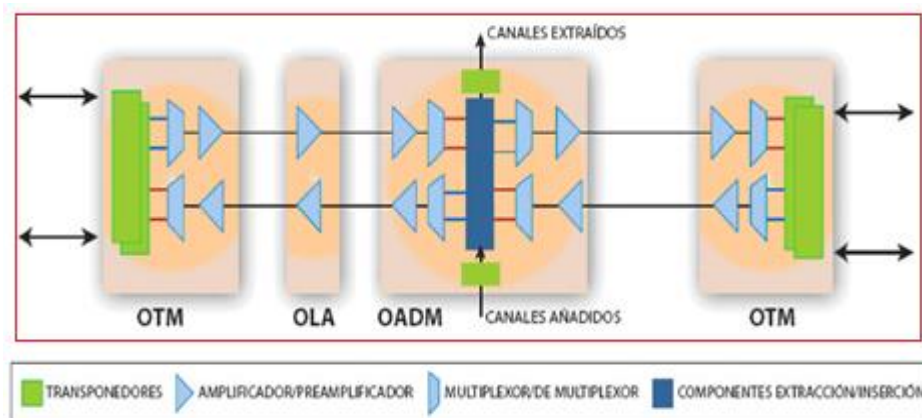 CANALES EXTRAÍDOS
OTM
OLA
OADM
CANALES AÑADIDOS
OTM
TRANSPONEDORES
AMPLIFICADOR/PREAMPLIFICADOR
MULTIPLEXOR/DE MULTIPLEXOR
COMPONENTES EXTRACCIÓN/INSERCIÓN